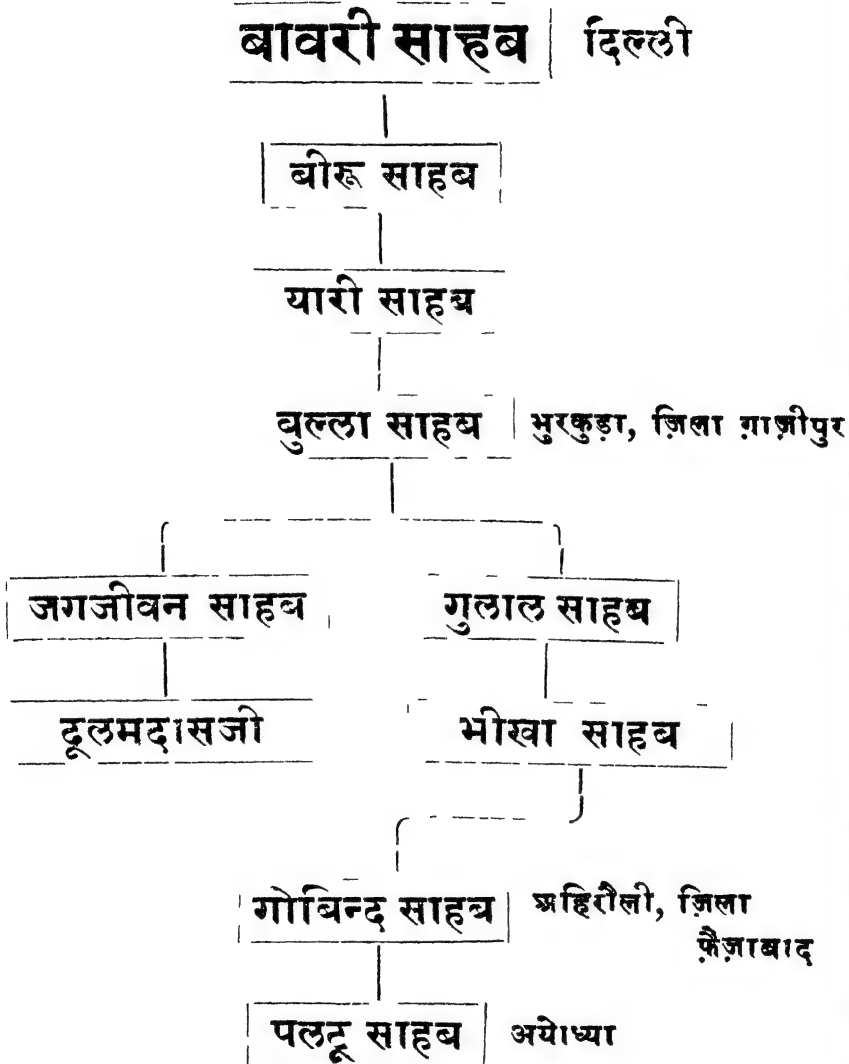 बावरी साहब दिल्ली
बीरू साहब
यारी साहब
बुल्ला साहब भुरकुड़ा, ज़िला ग़ाज़ीपुर
जगजीवन साहब गुलाल साहब
दूलमदासजी भीखा साहब
गोबिन्द साहब अहिरौली, ज़िला
फ़ैज़ाबाद
पलटू साहब अयोध्या